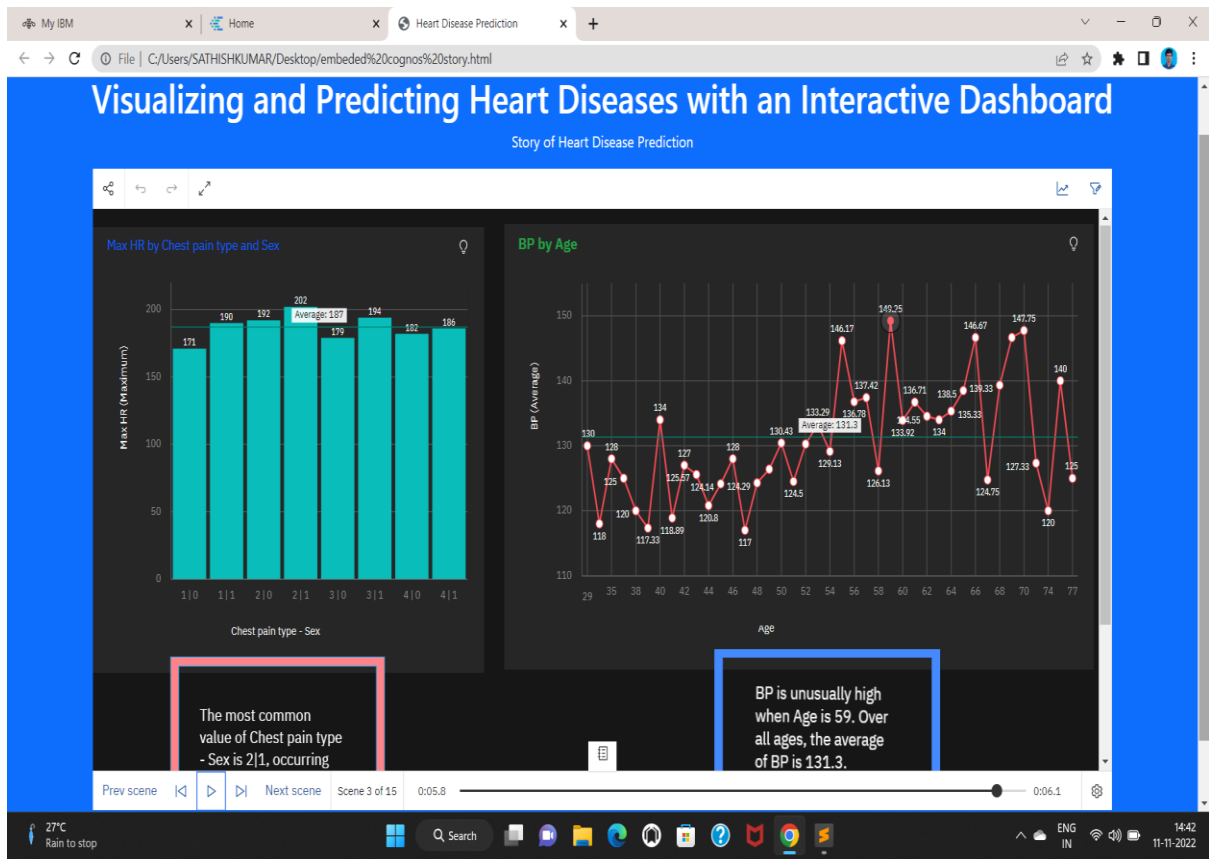 My IBM
Home
Heart Disease Prediction
File | C:/Users/SATHISHKUMAR/Desktop/embeded%20cognos%20story.html
Visualizing and Predicting Heart Diseases with an Interactive Dashboard
Story of Heart Disease Prediction
Max HR by Chest pain type and Sex
Max HR (Maximum)
200
150
100
50
0
171
190
192
202
Average: 187
179
194
182
186
1|0 1|1 2|0 2|1 3|0 3|1 4|0 4|1
Chest pain type - Sex
BP by Age
BP (Average)
150
140
130
120
110
130
118
128
125
120
117.33
134
118.89
127
125.57
124.14
120.8
124.29
128
117
130.43
124.5
133.29
Average: 131.3
129.13
146.17
136.78
137.42
126.13
149.25
133.92
136.71
134
135.33
138.5
146.67
124.75
139.33
147.75
127.33
120
140
125
29 35 38 40 42 44 46 48 50 52 54 56 58 60 62 64 66 68 70 74 77
Age
The most common
value of Chest pain type
- Sex is 2|1, occurring
BP is unusually high
when Age is 59. Over
all ages, the average
of BP is 131.3.
Prev scene Next scene Scene 3 of 15 0:05.8 0:06.1
27°C
Rain to stop
Search
ENG
IN
14:42
11-11-2022